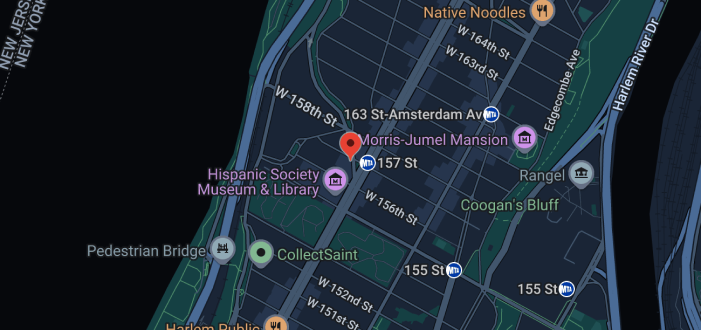 NEW JERS
NEW YORK
Native Noodles
W 164th St
W 163rd St
Edgecombe Ave
Harlem River Dr
W 158th St
163 St-Amsterdam Av
Morris-Jumel Mansion
157 St
Hispanic Society
Museum & Library
Rangel
W 156th St
Coogan's Bluff
Pedestrian Bridge
CollectSaint
155 St
155 St
W 152nd St
W 151st St
Harlem Public